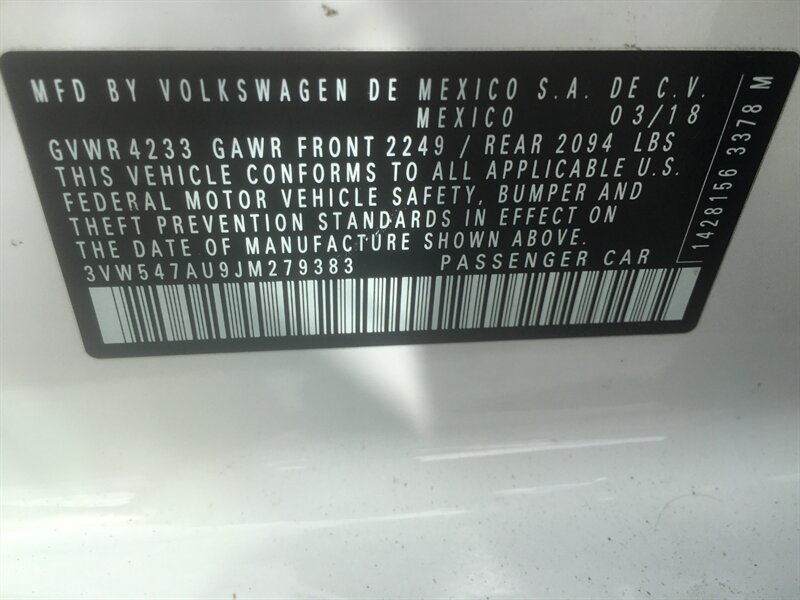 MFD BY VOLKSWAGEN DE MEXICO S.A. DE C.V.
MEXICO 03/18
GVWR 4233 GAWR FRONT 2249 / REAR 2094 LBS
THIS VEHICLE CONFORMS TO ALL APPLICABLE U.S.
FEDERAL MOTOR VEHICLE SAFETY, BUMPER AND
THEFT PREVENTION STANDARDS IN EFFECT ON
THE DATE OF MANUFACTURE SHOWN ABOVE.
3VW547AU9JM279383 PASSENGER CAR
1428156 3378 M